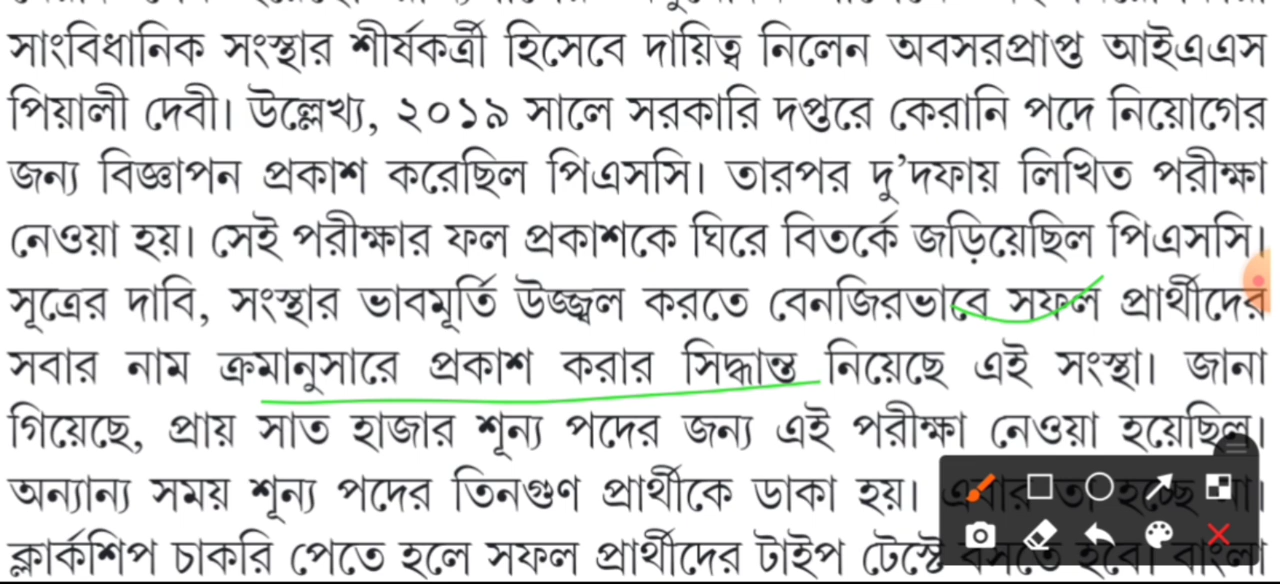 সাংবিধানিক সংস্থার শীর্ষকর্ত্রী হিসেবে দায়িত্ব নিলেন অবসরপ্রাপ্ত আইএএস
পিয়ালী দেবী। উল্লেখ্য, ২০১৯ সালে সরকারি দপ্তরে কেরানি পদে নিয়োগের
জন্য বিজ্ঞাপন প্রকাশ করেছিল পিএসসি। তারপর দু’দফায় লিখিত পরীক্ষা
নেওয়া হয়। সেই পরীক্ষার ফল প্রকাশকে ঘিরে বিতর্কে জড়িয়েছিল পিএসসি।
সূত্রের দাবি, সংস্থার ভাবমূর্তি উজ্জ্বল করতে বেনজিরভাবে সফল প্রার্থীদের
সবার নাম ক্রমানুসারে প্রকাশ করার সিদ্ধান্ত নিয়েছে এই সংস্থা। জানা
গিয়েছে, প্রায় সাত হাজার শূন্য পদের জন্য এই পরীক্ষা নেওয়া হয়েছিল।
অন্যান্য সময় শূন্য পদের তিনগুণ প্রার্থীকে ডাকা হয়। এবার তা হচ্ছে না।
ক্লার্কশিপ চাকরি পেতে হলে সফল প্রার্থীদের টাইপ টেস্টে বসতে হবে। বাংলা